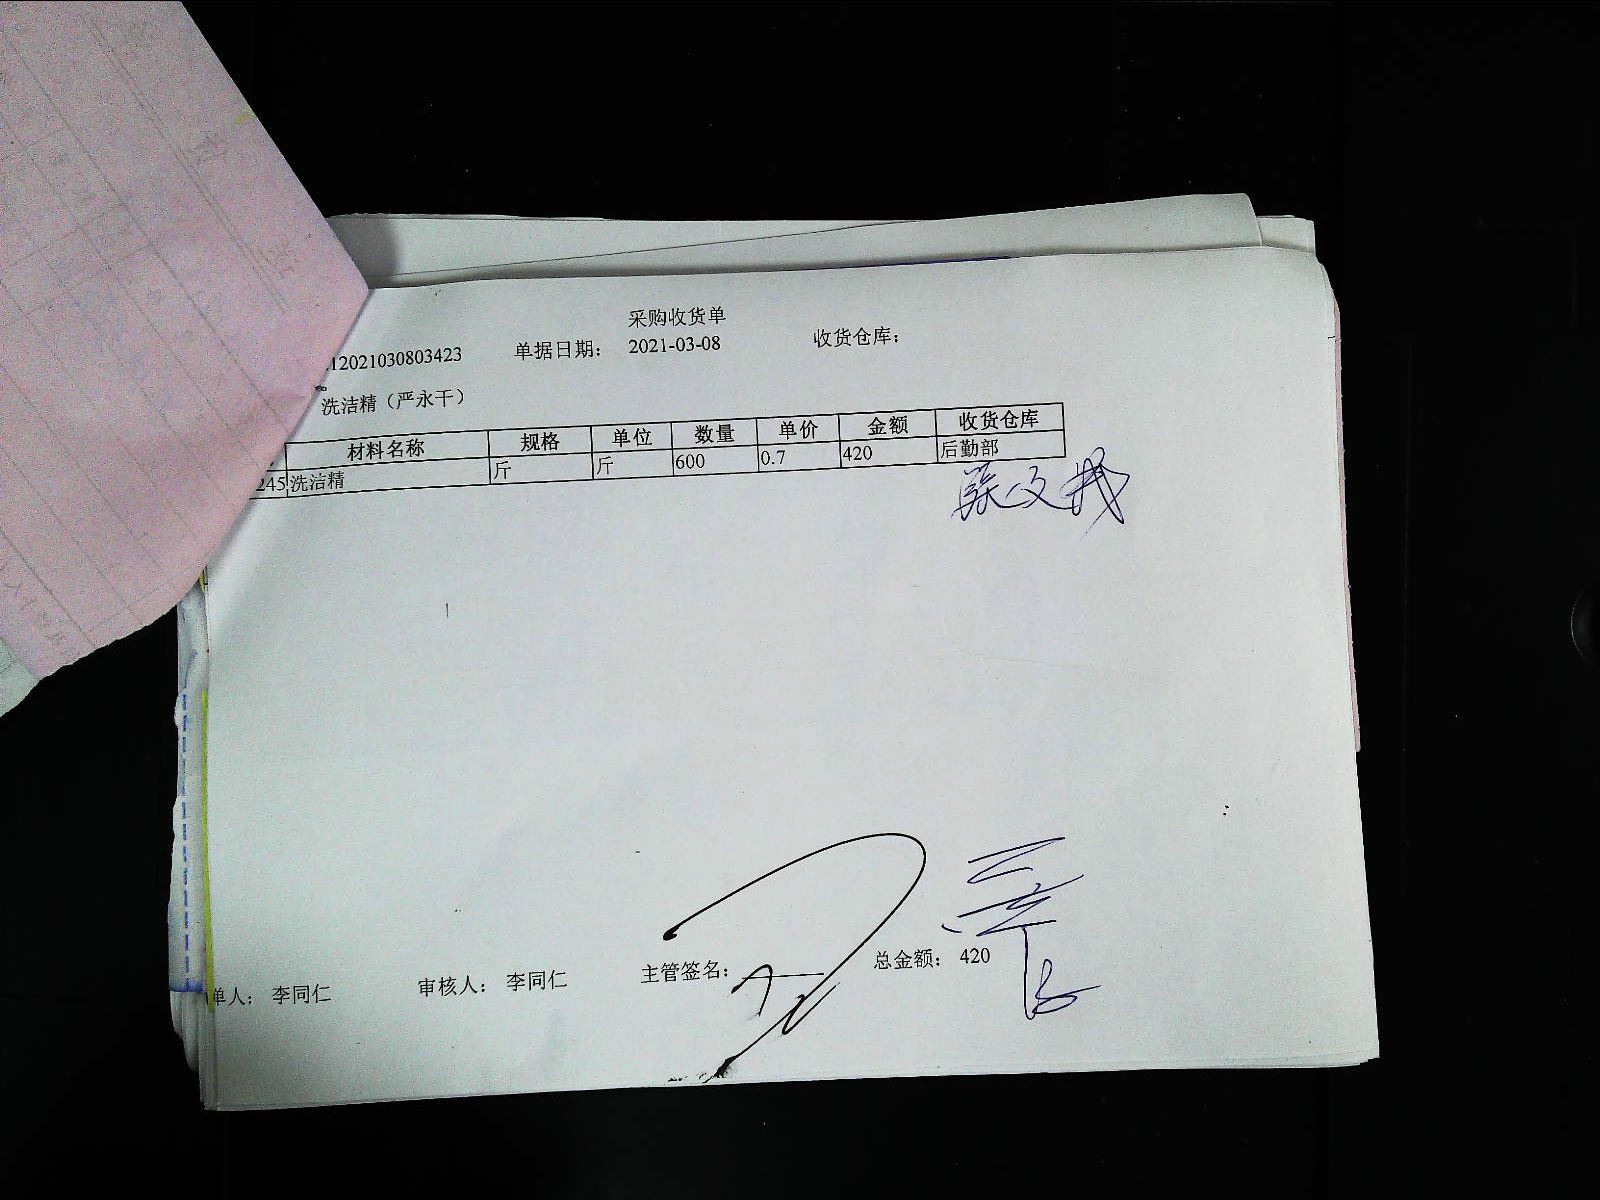 采购收货单
12021030803423 单据日期： 2021-03-08 收货仓库；
洗洁精（严永干）
材料名称 规格 单位 数量 单价 金额 收货仓库
245 洗洁精 斤 斤 600 0.7 420 后勤部
单人： 李同仁 审核人： 李同仁 主管签名： 总金额： 420